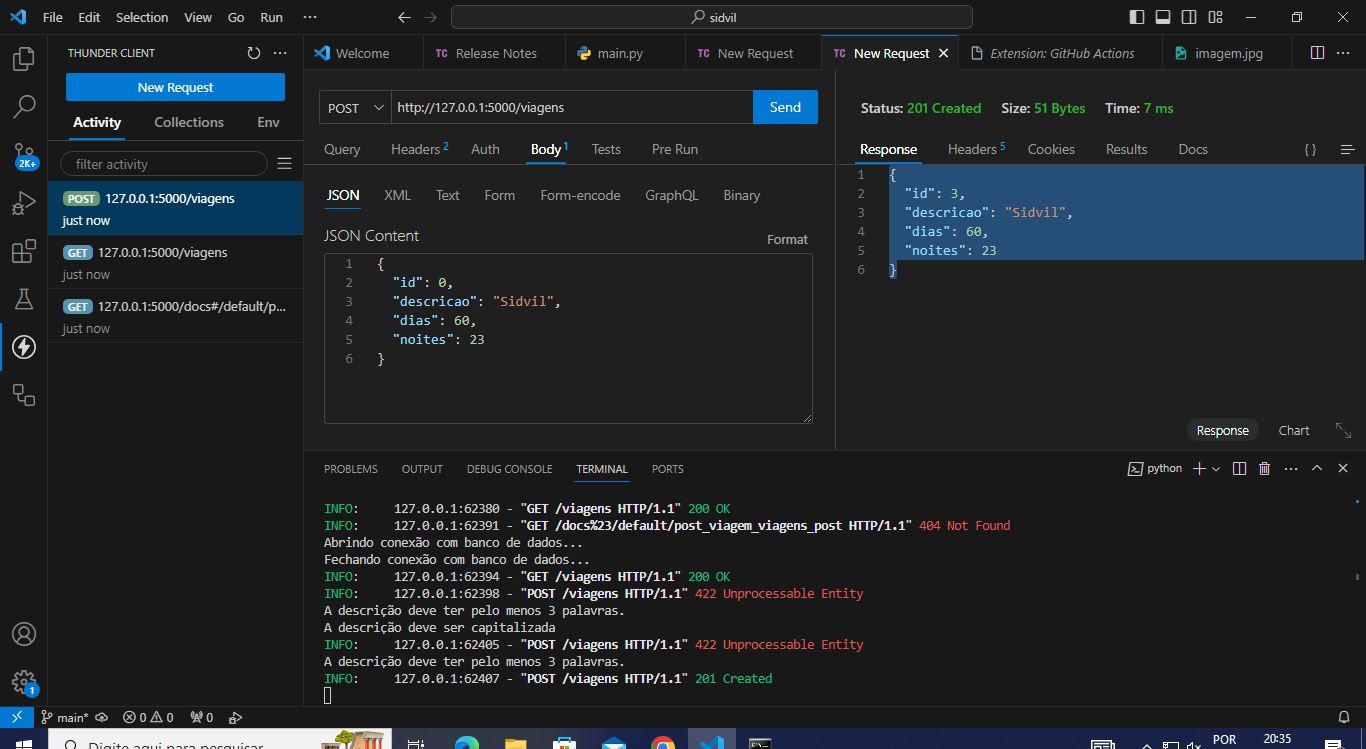 File Edit Selection View Go Run ··· sidvil
THUNDER CLIENT
New Request
Activity Collections Env
filter activity
2K+
POST 127.0.0.1:5000/viagens
just now
GET 127.0.0.1:5000/viagens
just now
GET 127.0.0.1:5000/docs#/default/p...
just now
1
Welcome TC Release Notes main.py TC New Request TC New Request Extension: GitHub Actions imagem.jpg
POST http://127.0.0.1:5000/viagens Send
Query Headers 2 Auth Body 1 Tests Pre Run
JSON XML Text Form Form-encode GraphQL Binary
JSON Content Format
1 {
2 "id": 0,
3 "descricao": "Sidvil",
4 "dias": 60,
5 "noites": 23
6 }
Status: 201 Created Size: 51 Bytes Time: 7 ms
Response Headers 5 Cookies Results Docs { }
1 {
2 "id": 3,
3 "descricao": "Sidvil",
4 "dias": 60,
5 "noites": 23
6 }
Response Chart
PROBLEMS OUTPUT DEBUG CONSOLE TERMINAL PORTS python
INFO: 127.0.0.1:62380 - "GET /viagens HTTP/1.1" 200 OK
INFO: 127.0.0.1:62391 - "GET /docs%23/default/post_viagem_viagens_post HTTP/1.1" 404 Not Found
Abrindo conexão com banco de dados...
Fechando conexão com banco de dados...
INFO: 127.0.0.1:62394 - "GET /viagens HTTP/1.1" 200 OK
INFO: 127.0.0.1:62398 - "POST /viagens HTTP/1.1" 422 Unprocessable Entity
A descrição deve ter pelo menos 3 palavras.
A descrição deve ser capitalizada
INFO: 127.0.0.1:62405 - "POST /viagens HTTP/1.1" 422 Unprocessable Entity
A descrição deve ter pelo menos 3 palavras.
INFO: 127.0.0.1:62407 - "POST /viagens HTTP/1.1" 201 Created
main* 0 0 0
Digite aqui para pesquisar POR 20:35